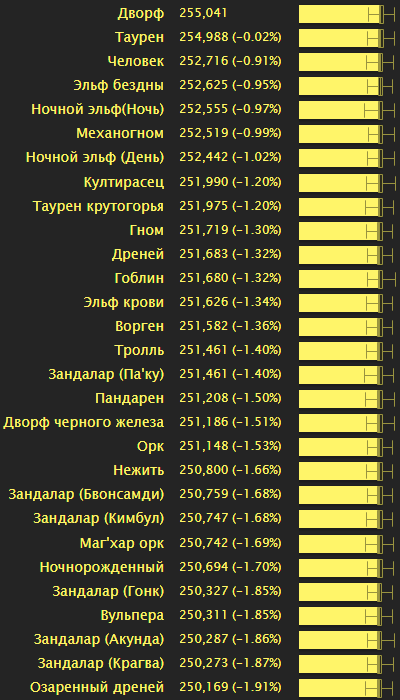 Дворф 255,041
Таурен 254,988 (-0.02%)
Человек 252,716 (-0.91%)
Эльф бездны 252,625 (-0.95%)
Ночной эльф(Ночь) 252,555 (-0.97%)
Механогном 252,519 (-0.99%)
Ночной эльф (День) 252,442 (-1.02%)
Култирасец 251,990 (-1.20%)
Таурен крутогорья 251,975 (-1.20%)
Гном 251,719 (-1.30%)
Дреней 251,683 (-1.32%)
Гоблин 251,680 (-1.32%)
Эльф крови 251,626 (-1.34%)
Ворген 251,582 (-1.36%)
Тролль 251,461 (-1.40%)
Зандалар (Па'ку) 251,461 (-1.40%)
Пандарен 251,208 (-1.50%)
Дворф черного железа 251,186 (-1.51%)
Орк 251,148 (-1.53%)
Нежить 250,800 (-1.66%)
Зандалар (Бвонсамди) 250,759 (-1.68%)
Зандалар (Кимбул) 250,747 (-1.68%)
Маг'хар орк 250,742 (-1.69%)
Ночнорожденный 250,694 (-1.70%)
Зандалар (Гонк) 250,327 (-1.85%)
Вульпера 250,311 (-1.85%)
Зандалар (Акунда) 250,287 (-1.86%)
Зандалар (Крагва) 250,273 (-1.87%)
Озаренный дреней 250,169 (-1.91%)